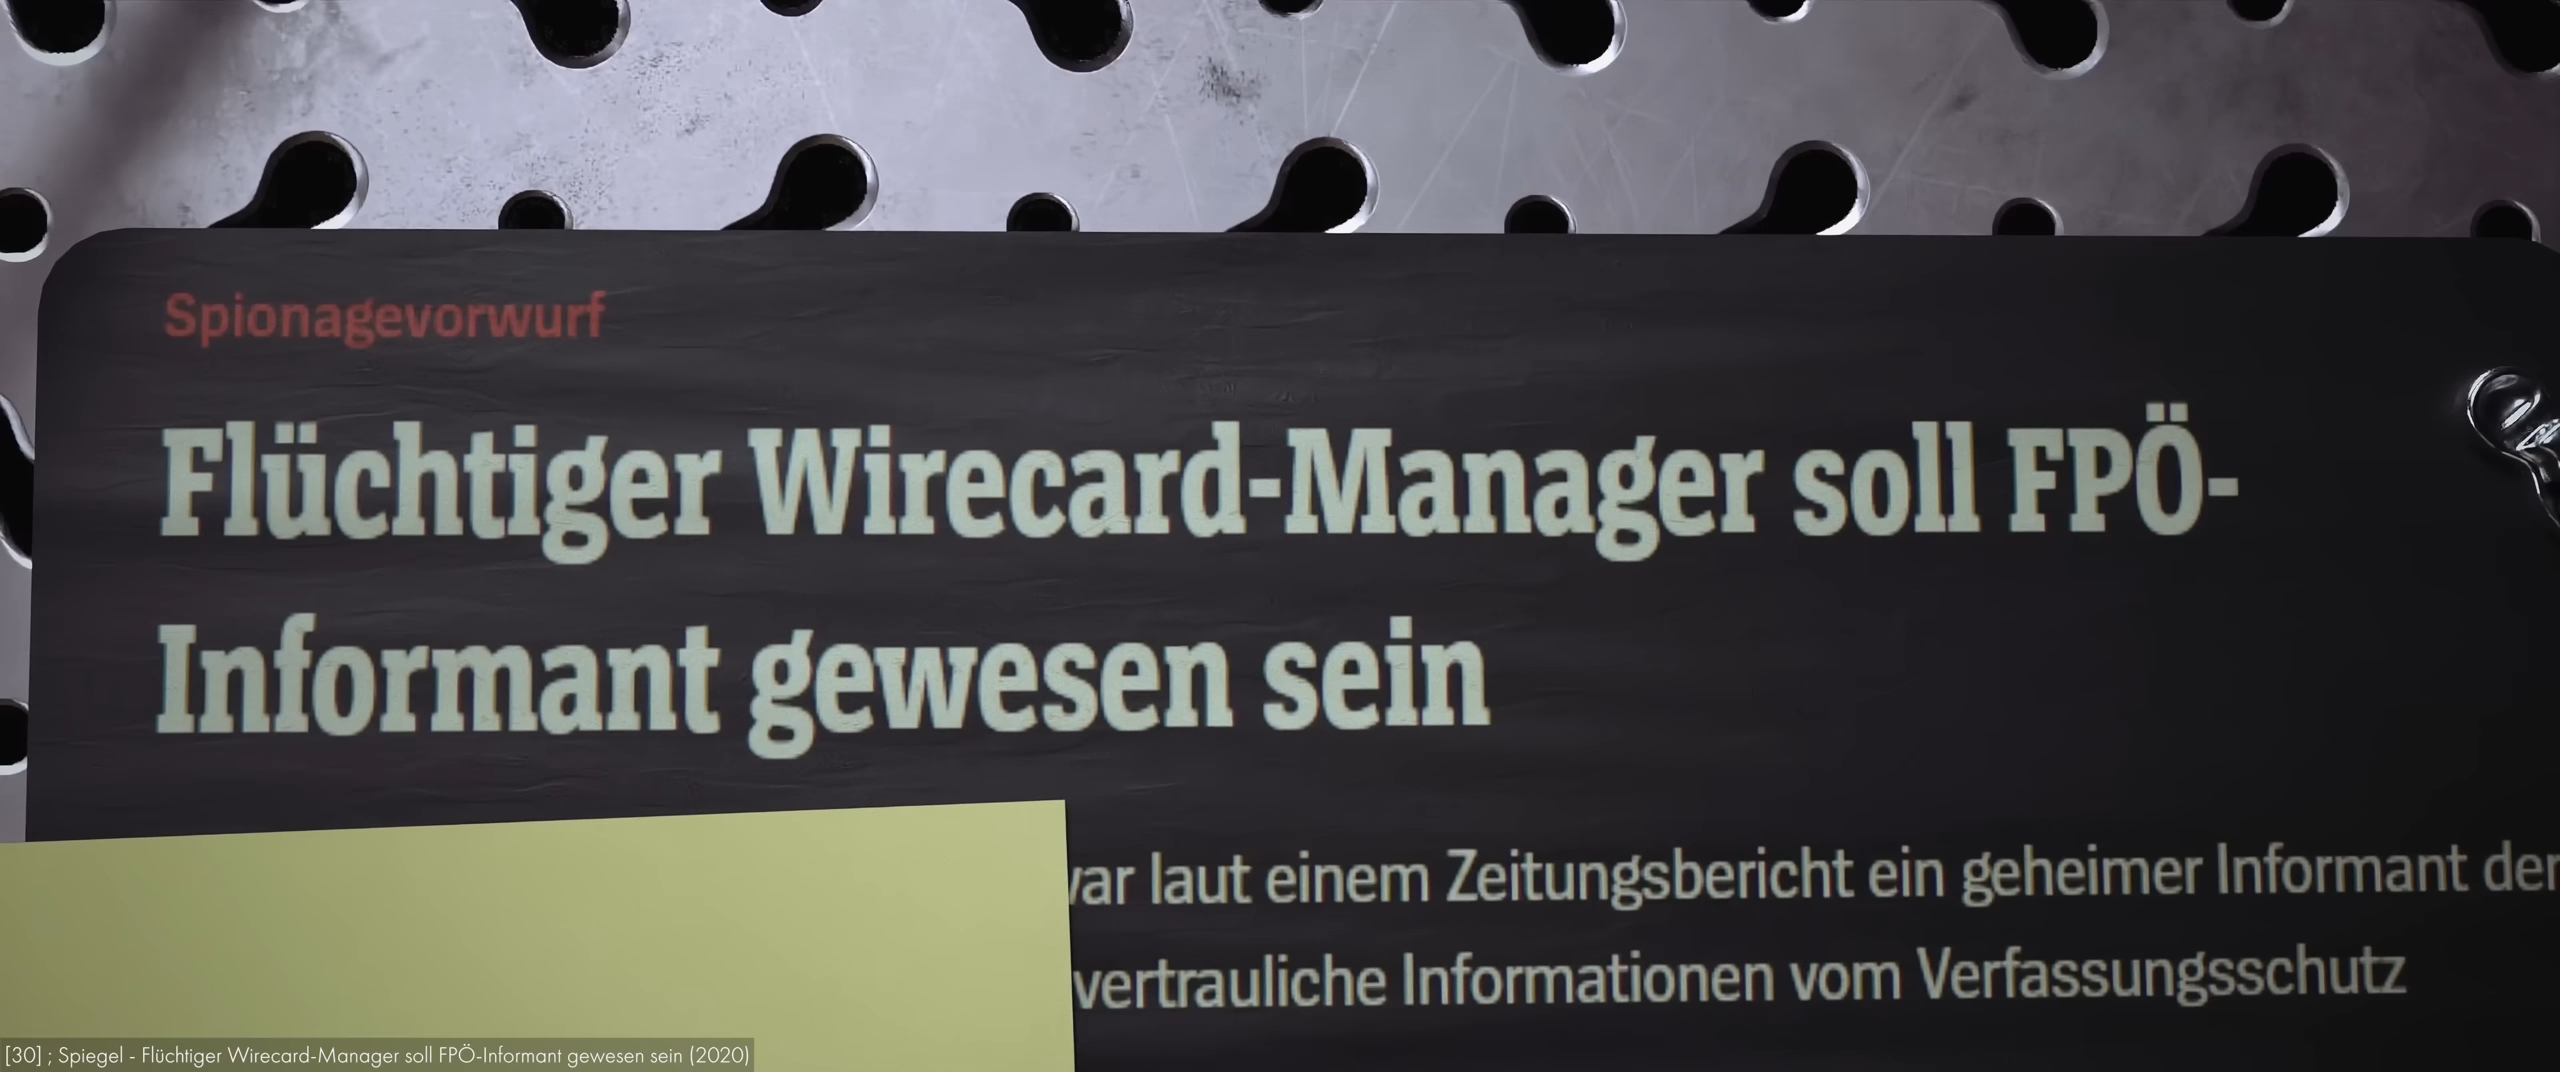 Spionagevorwurf
Flüchtiger Wirecard-Manager soll FPÖ-
Informant gewesen sein
laut einem Zeitungsbericht ein geheimer Informant der
vertrauliche Informationen vom Verfassungsschutz
[30] ; Spiegel - Flüchtiger Wirecard-Manager soll FPÖ-Informant gewesen sein (2020)